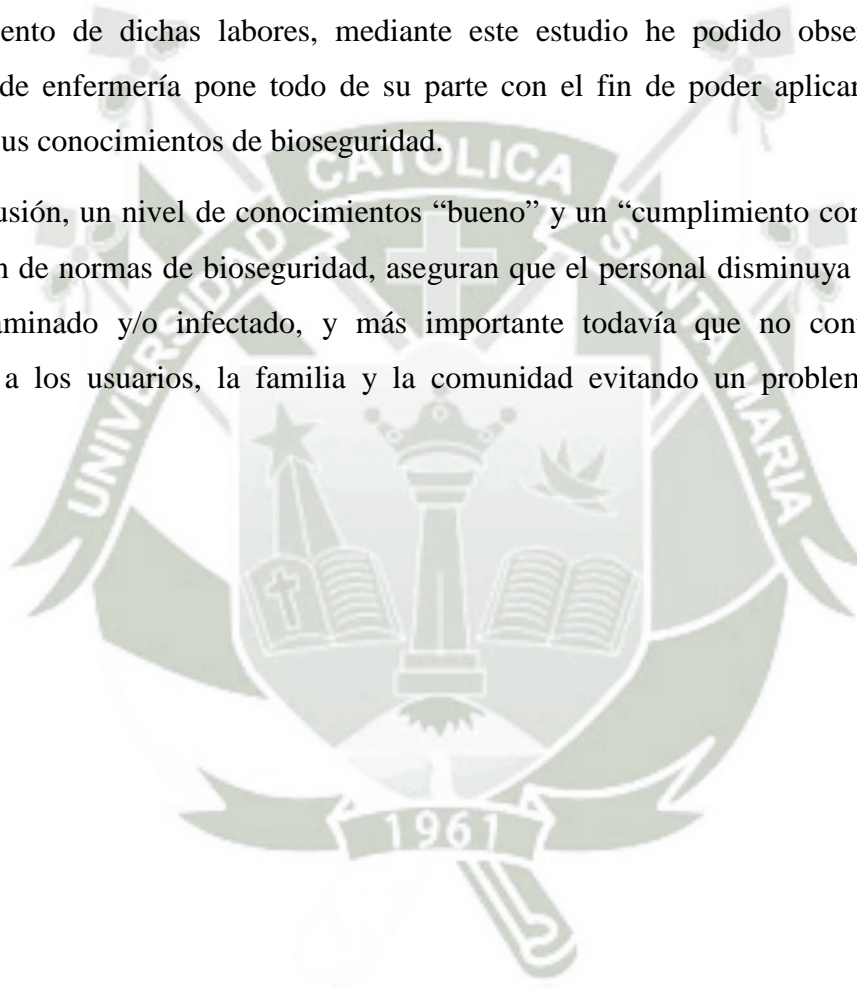 ento de dichas labores, mediante este estudio he podido obser
de enfermería pone todo de su parte con el fin de poder aplicar
us conocimientos de bioseguridad.
usión, un nivel de conocimientos “bueno” y un “cumplimiento cor
n de normas de bioseguridad, aseguran que el personal disminuya
aminado y/o infectado, y más importante todavía que no con
a los usuarios, la familia y la comunidad evitando un problem
UNIVERSIDAD CATOLICA SANTA MARIA
1961